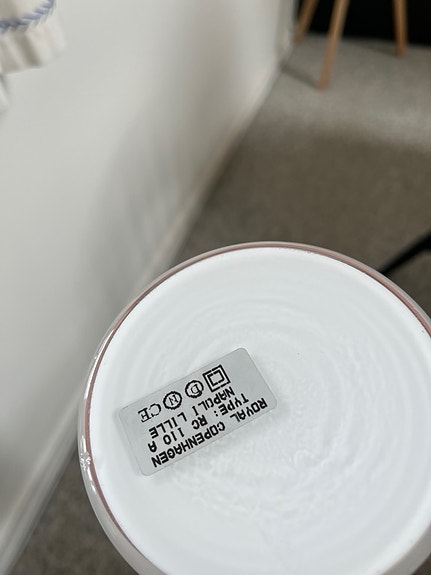 ROYAL COPENHAGEN
TYPE: RC 110 A
NAPOLI LILLE
D H CE